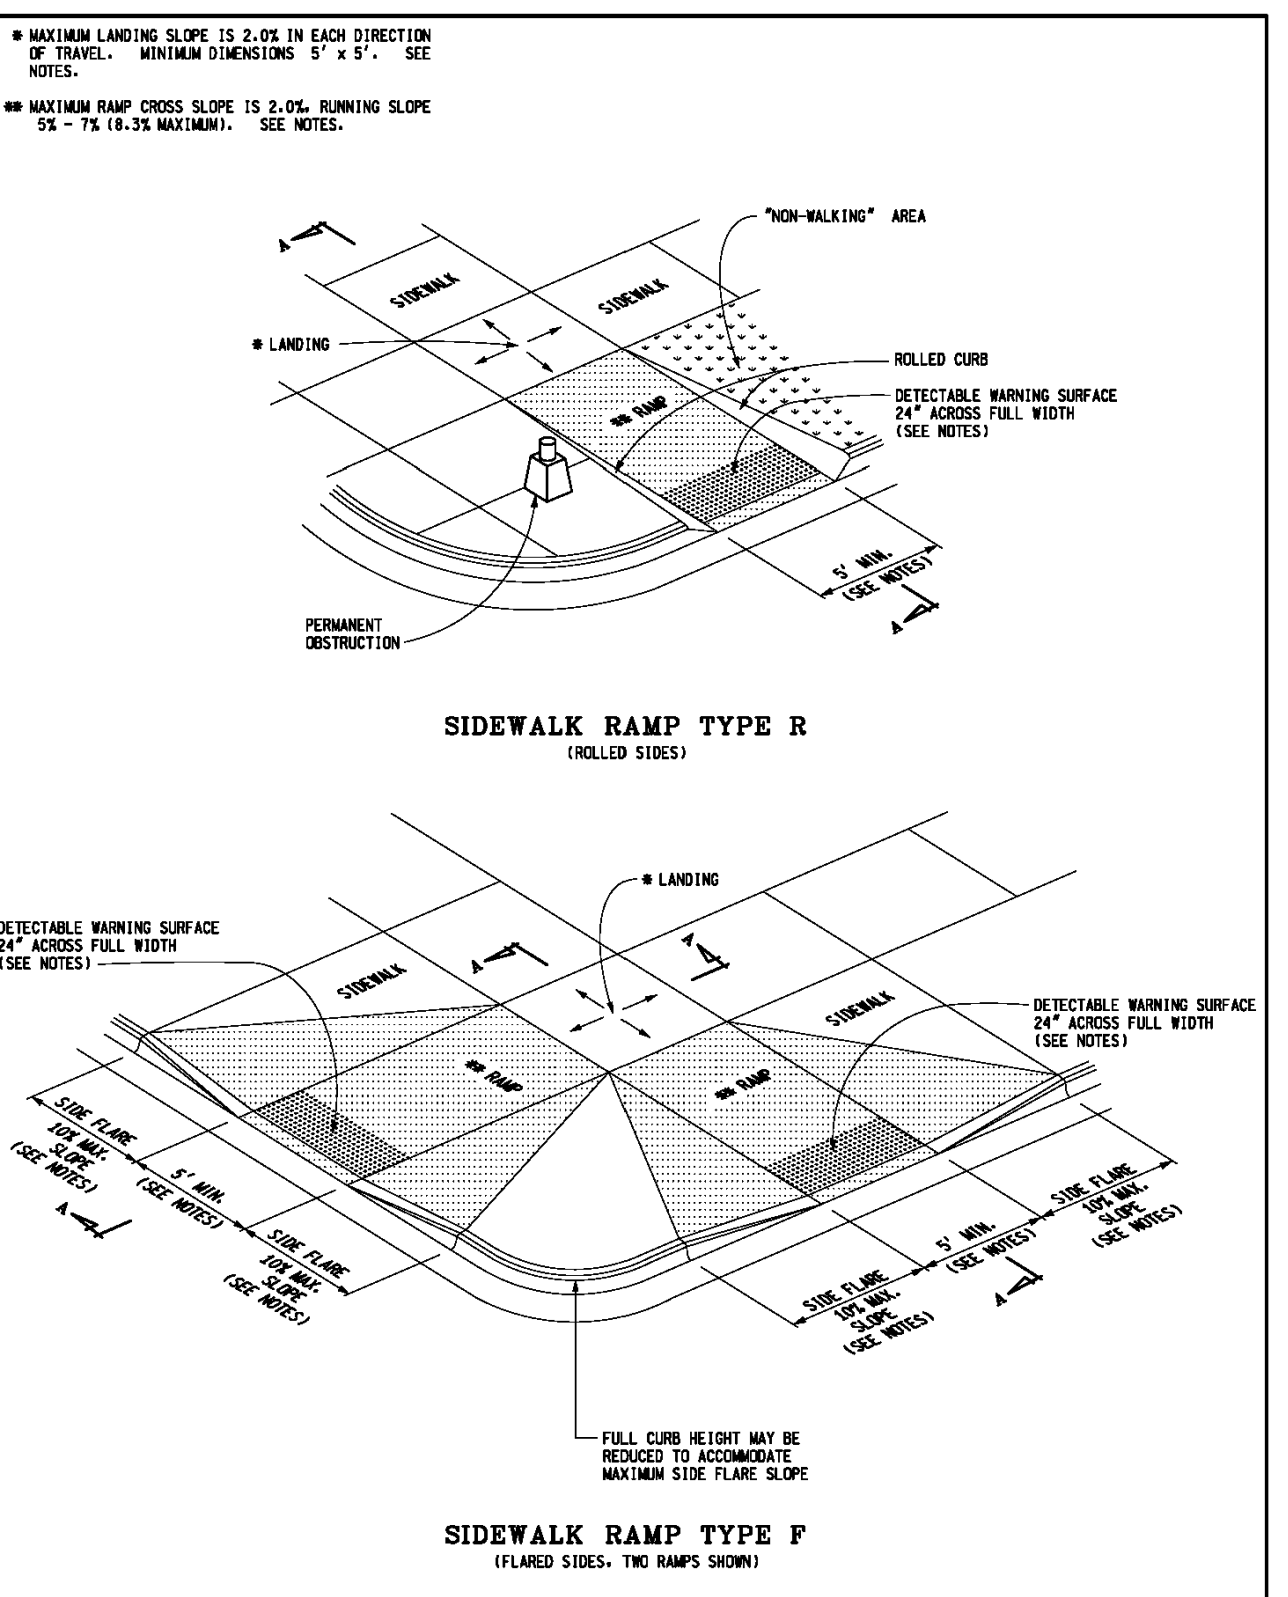 * MAXIMUM LANDING SLOPE IS 2.0% IN EACH DIRECTION
OF TRAVEL. MINIMUM DIMENSIONS 5' x 5'. SEE
NOTES.
** MAXIMUM RAMP CROSS SLOPE IS 2.0%, RUNNING SLOPE
5% - 7% (8.3% MAXIMUM). SEE NOTES.
"NON-WALKING" AREA
A
SIDEWALK
SIDEWALK
* LANDING
ROLLED CURB
** RAMP
DETECTABLE WARNING SURFACE
24" ACROSS FULL WIDTH
(SEE NOTES)
5' MIN.
(SEE NOTES)
A
PERMANENT
OBSTRUCTION
SIDEWALK RAMP TYPE R
(ROLLED SIDES)
* LANDING
DETECTABLE WARNING SURFACE
24" ACROSS FULL WIDTH
(SEE NOTES)
A
A
SIDEWALK
SIDEWALK
DETECTABLE WARNING SURFACE
24" ACROSS FULL WIDTH
(SEE NOTES)
** RAMP
** RAMP
SIDE FLARE
10% MAX.
SLOPE
(SEE NOTES)
5' MIN.
(SEE NOTES)
A
SIDE FLARE
10% MAX.
SLOPE
(SEE NOTES)
SIDE FLARE
10% MAX.
SLOPE
(SEE NOTES)
5' MIN.
(SEE NOTES)
A
SIDE FLARE
10% MAX.
SLOPE
(SEE NOTES)
FULL CURB HEIGHT MAY BE
REDUCED TO ACCOMMODATE
MAXIMUM SIDE FLARE SLOPE
SIDEWALK RAMP TYPE F
(FLARED SIDES, TWO RAMPS SHOWN)